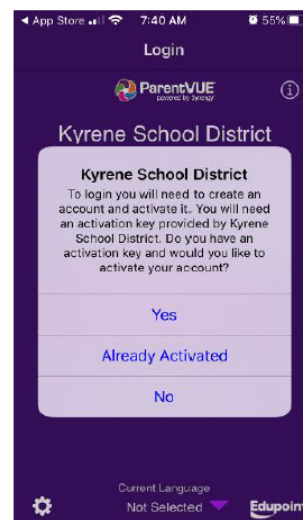 App Store 7:40 AM 55%
Login
ParentVUE
powered by Synergy
Kyrene School District
Kyrene School District
To login you will need to create an
account and activate it. You will need
an activation key provided by Kyrene
School District. Do you have an
activation key and would you like to
activate your account?
Yes
Already Activated
No
Current Language
Not Selected
Edupoint